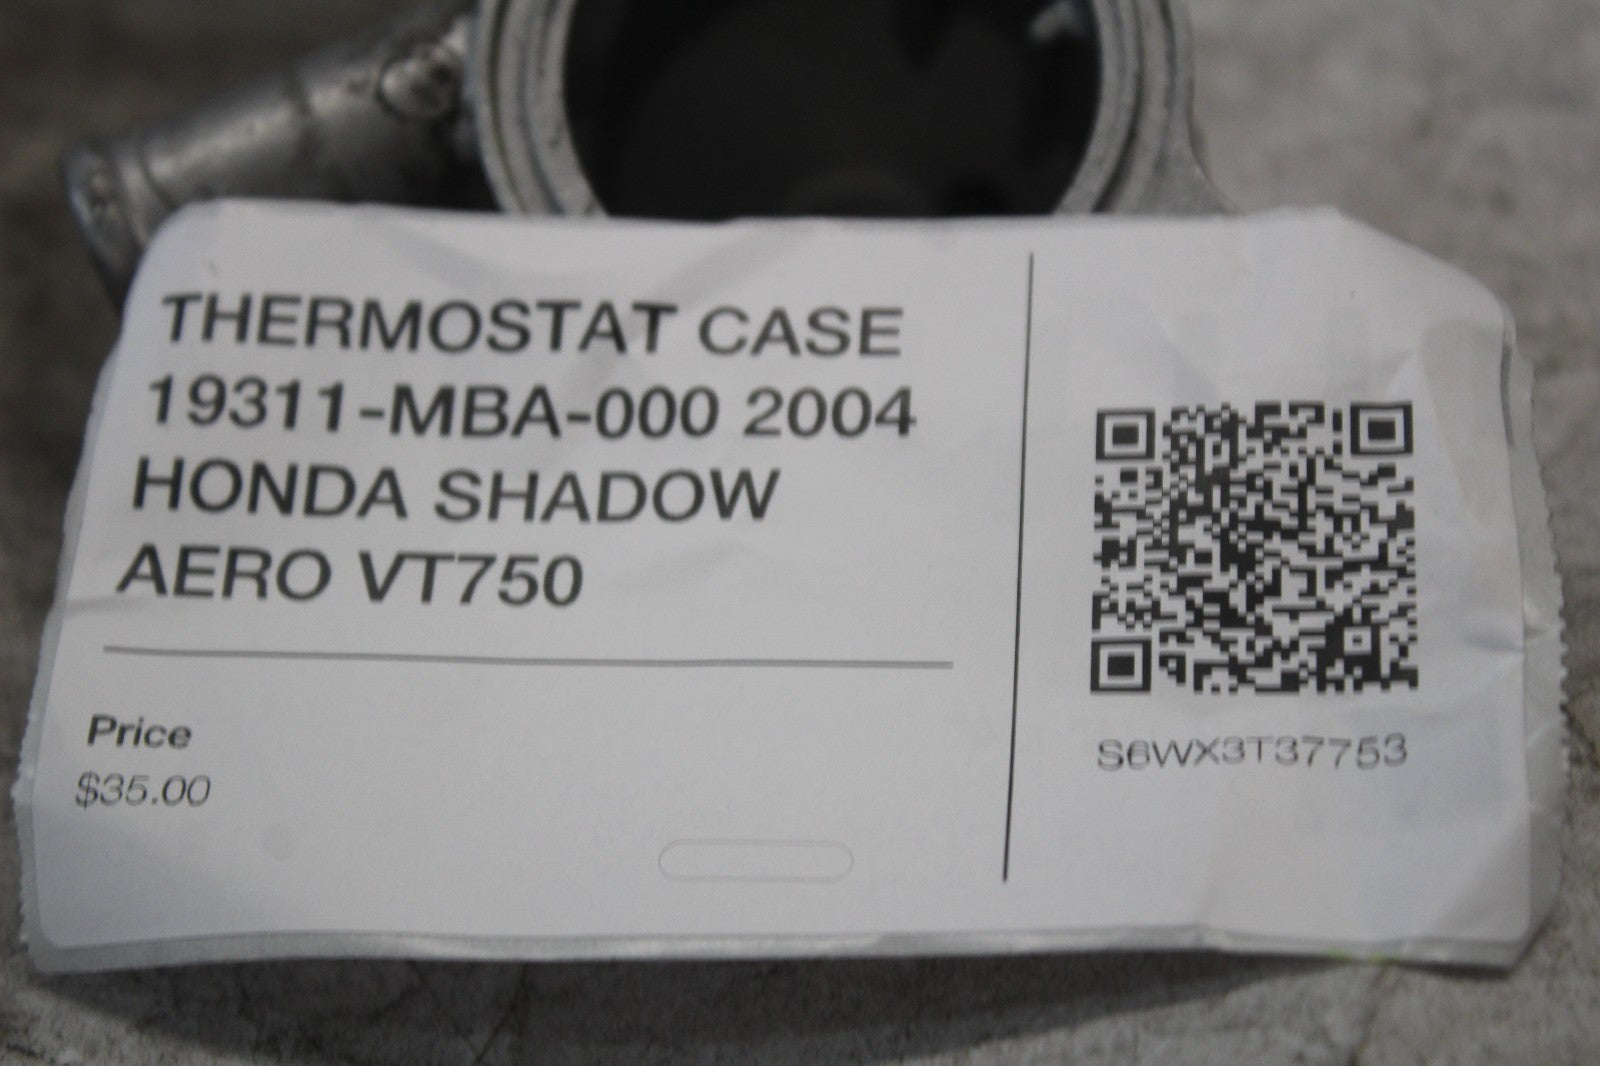 THERMOSTAT CASE
19311-MBA-000 2004
HONDA SHADOW
AERO VT750
Price
$35.00
S6WX3T37753